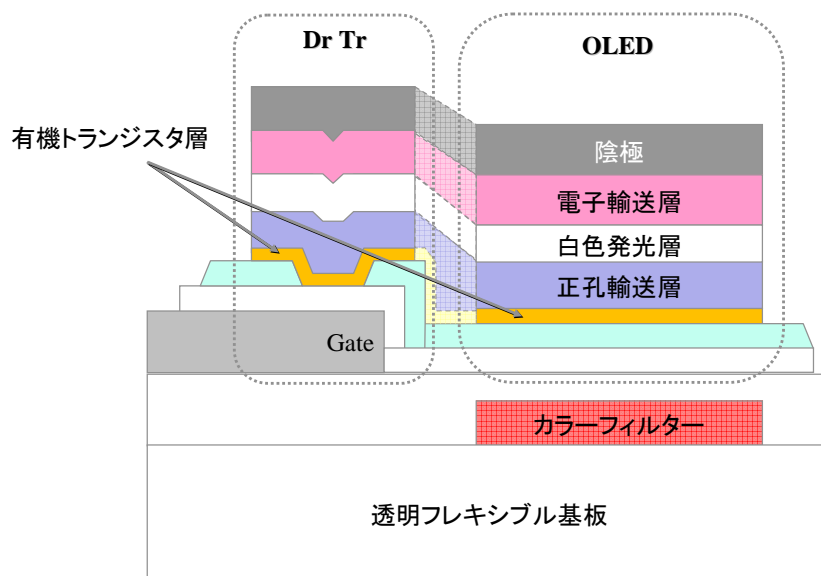 Dr Tr
OLED
有機トランジスタ層
陰極
電子輸送層
白色発光層
正孔輸送層
Gate
カラーフィルター
透明フレキシブル基板